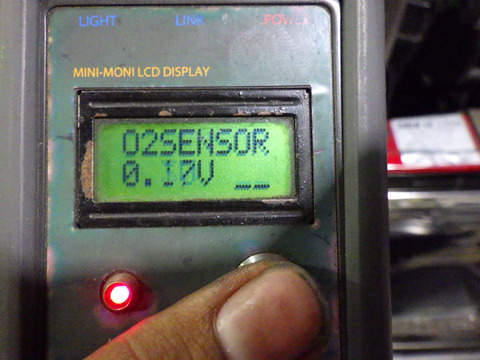 LIGHT LINK POWER
MINI-MONI LCD DISPLAY
O2SENSOR
0.10V __